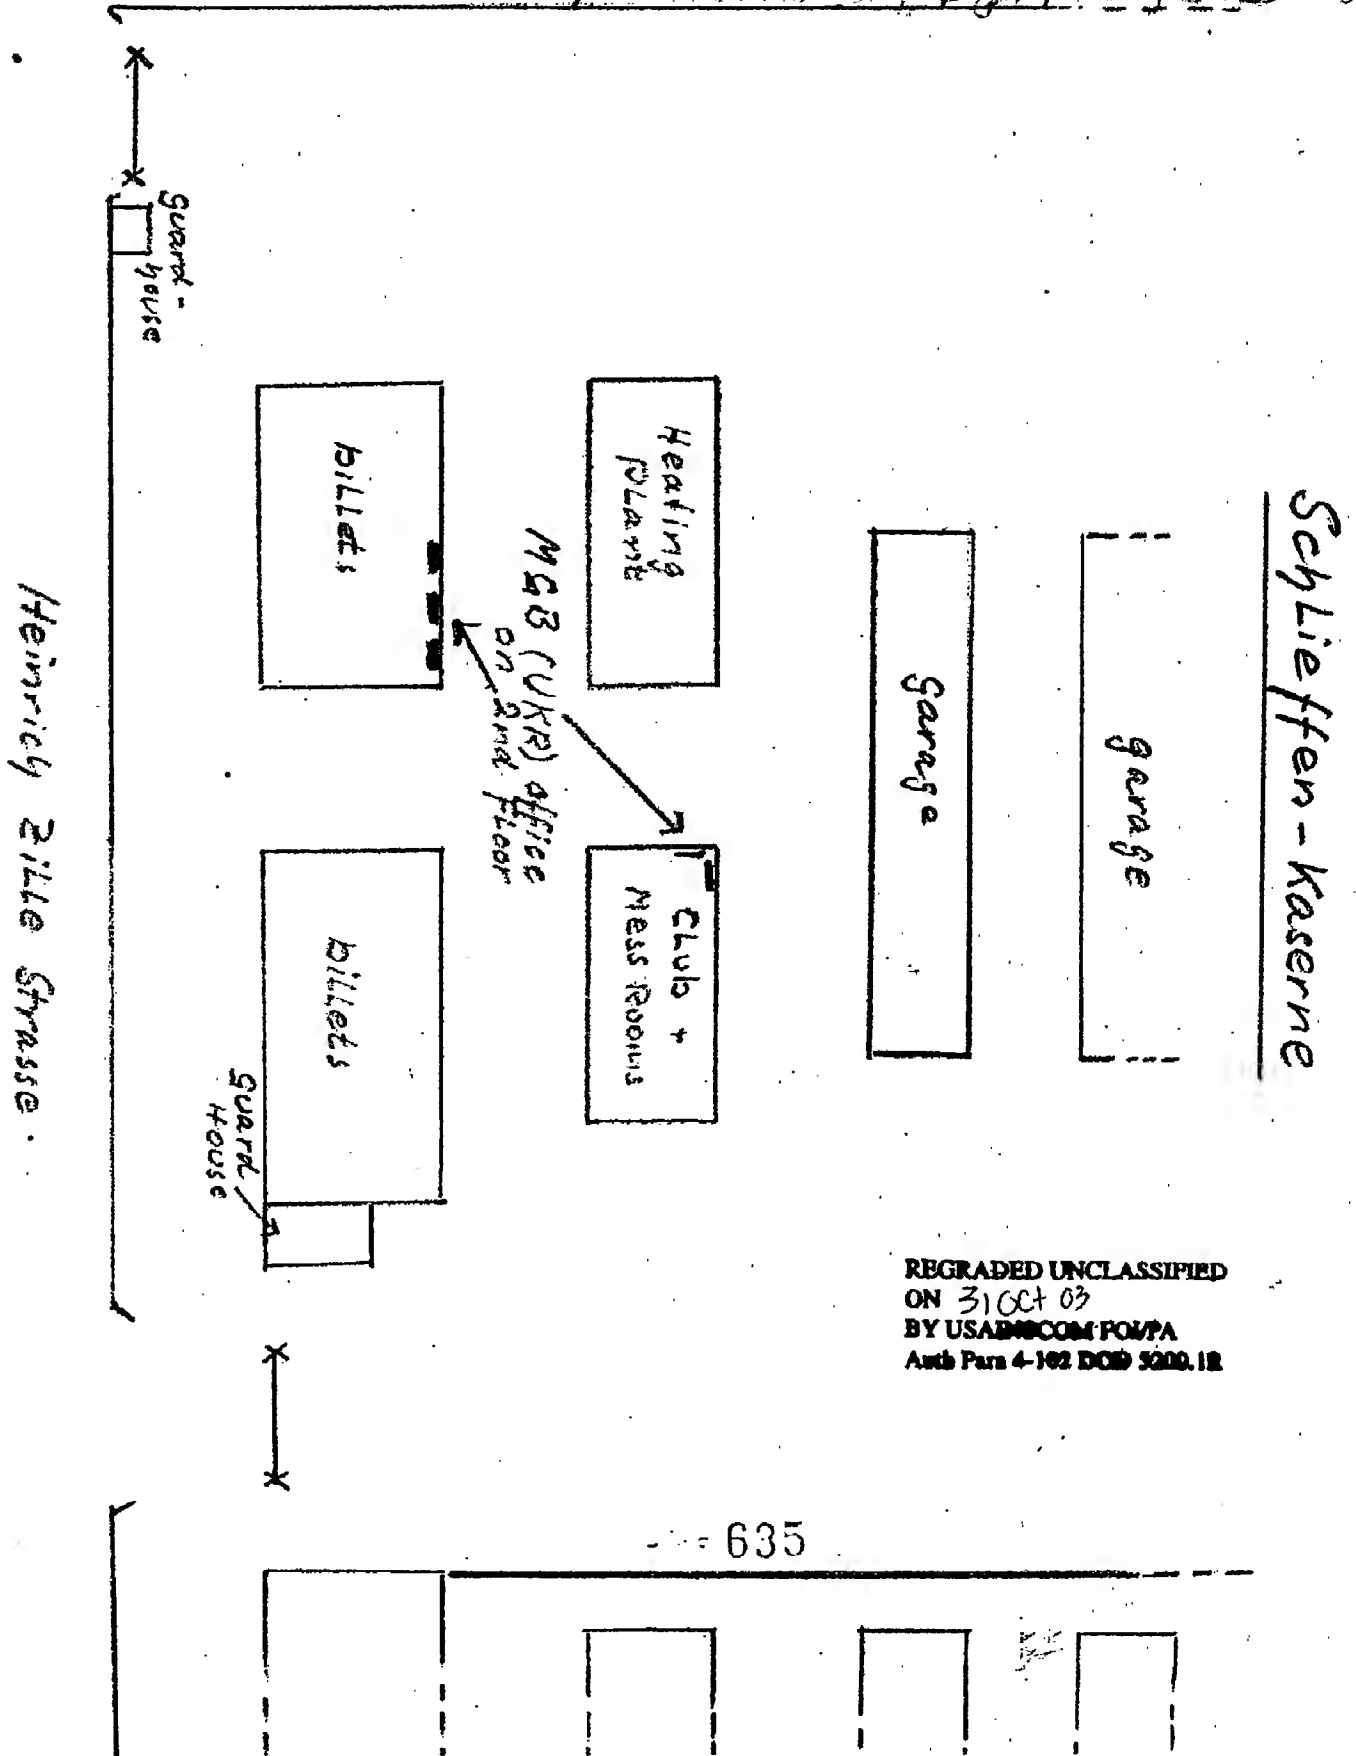 Schlieffen-Kaserne
garage
garage
Heating
Plant
Club +
Mess Rooms
MGB (UKR) office
on 2nd floor
billets
billets
guard-
house
guard
House
Heinrich Zille Strasse.
REGRADED UNCLASSIFIED
ON 31 Oct 03
BY USAINSCOM FOI/PA
Auth Para 4-102 DOD 5200.1R
635